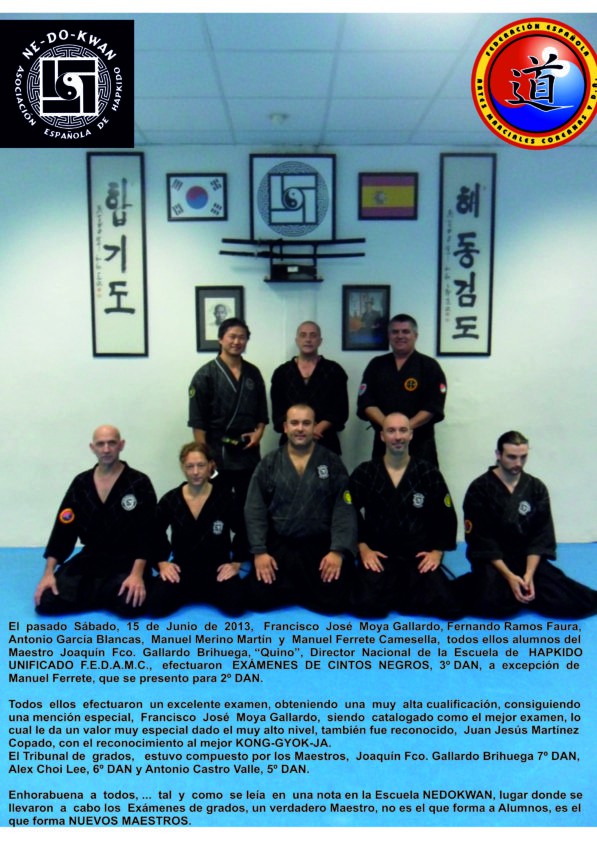 NE-DO-KWAN
ASOCIACIÓN ESPAÑOLA DE HAPKIDO
FEDERACIÓN ESPAÑOLA
ARTES MARCIALES COREANAS Y D.A.
道
합기도
해동검도
El pasado Sábado, 15 de Junio de 2013, Francisco José Moya Gallardo, Fernando Ramos Faura,
Antonio García Blancas, Manuel Merino Martin y Manuel Ferrete Camesella, todos ellos alumnos del
Maestro Joaquín Fco. Gallardo Brihuega, “Quino”, Director Nacional de la Escuela de HAPKIDO
UNIFICADO F.E.D.A.M.C., efectuaron EXÁMENES DE CINTOS NEGROS, 3º DAN, a excepción de
Manuel Ferrete, que se presento para 2º DAN.
Todos ellos efectuaron un excelente examen, obteniendo una muy alta cualificación, consiguiendo
una mención especial, Francisco José Moya Gallardo, siendo catalogado como el mejor examen, lo
cual le da un valor muy especial dado el muy alto nivel, también fue reconocido, Juan Jesús Martínez
Copado, con el reconocimiento al mejor KONG-GYOK-JA.
El Tribunal de grados, estuvo compuesto por los Maestros, Joaquín Fco. Gallardo Brihuega 7º DAN,
Alex Choi Lee, 6º DAN y Antonio Castro Valle, 5º DAN.
Enhorabuena a todos, ... tal y como se leía en una nota en la Escuela NEDOKWAN, lugar donde se
llevaron a cabo los Exámenes de grados, un verdadero Maestro, no es el que forma a Alumnos, es el
que forma NUEVOS MAESTROS.